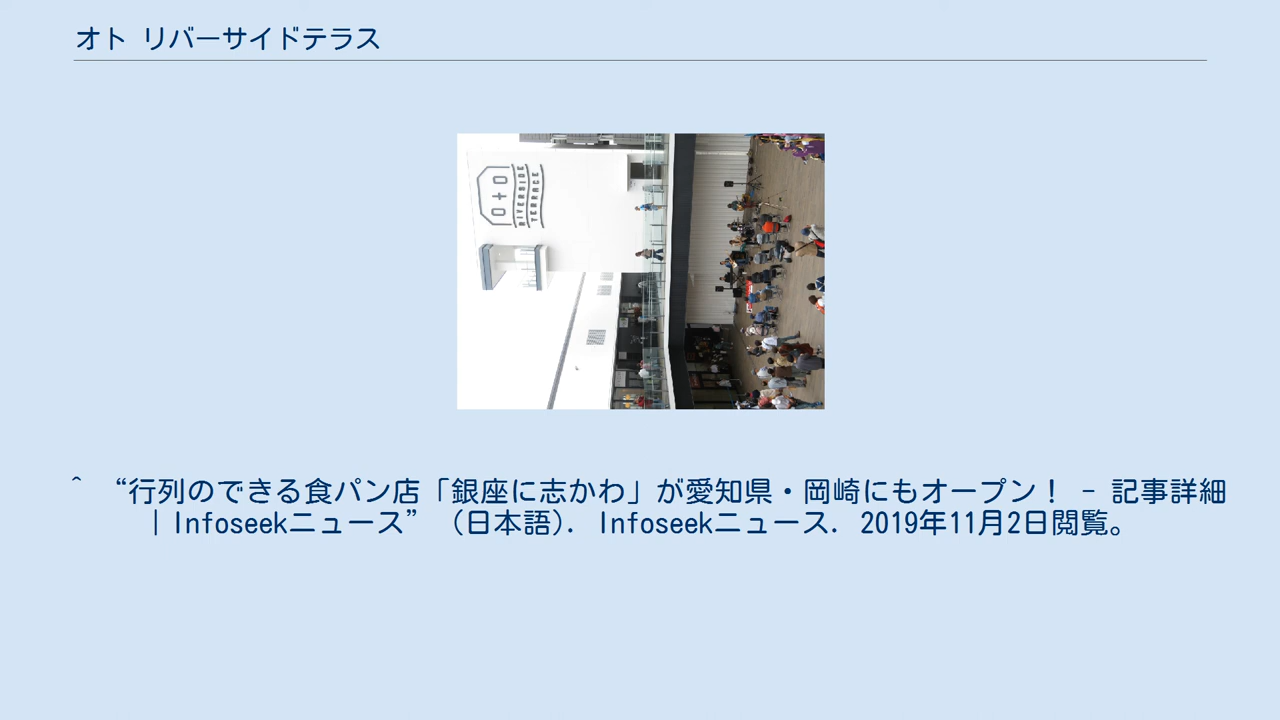 オト リバーサイドテラス
OTO
RIVERSIDE
TERRACE
^ “行列のできる食パン店「銀座に志かわ」が愛知県・岡崎にもオープン！ - 記事詳細
｜Infoseekニュース” (日本語). Infoseekニュース. 2019年11月2日閲覧。